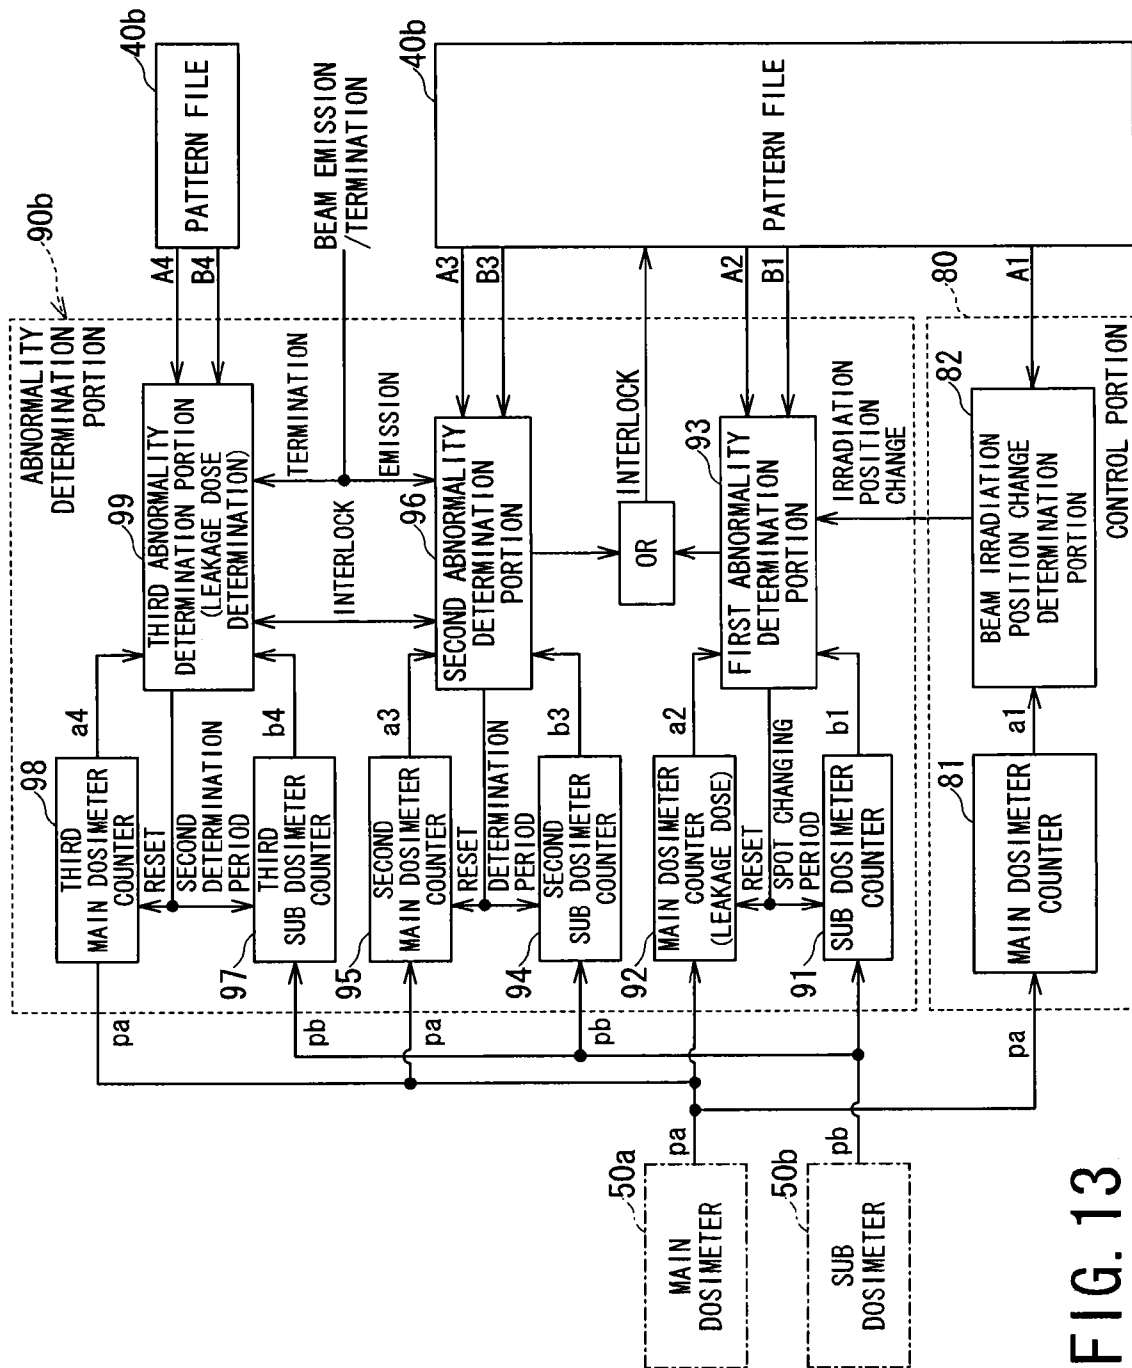 40b
PATTERN FILE
90b
A4
B4
ABNORMALITY
DETERMINATION
PORTION
BEAM EMISSION
/TERMINATION
40b
PATTERN FILE
99
THIRD ABNORMALITY
DETERMINATION PORTION
(LEAKAGE DOSE
DETERMINATION)
TERMINATION
EMISSION
INTERLOCK
A3
B3
96
SECOND ABNORMALITY
DETERMINATION
PORTION
INTERLOCK
OR
A2
B1
93
FIRST ABNORMALITY
DETERMINATION
PORTION
IRRADIATION
POSITION
CHANGE
80
A1
82
BEAM IRRADIATION
POSITION CHANGE
DETERMINATION
PORTION
CONTROL PORTION
98
THIRD
MAIN DOSIMETER
COUNTER
a4
RESET
SECOND
DETERMINATION
PERIOD
b4
97
THIRD
SUB DOSIMETER
COUNTER
95
SECOND
MAIN DOSIMETER
COUNTER
a3
RESET
DETERMINATION
PERIOD
b3
94
SECOND
SUB DOSIMETER
COUNTER
92
MAIN DOSIMETER
COUNTER
(LEAKAGE DOSE)
a2
RESET
SPOT CHANGING
PERIOD
b1
91
SUB DOSIMETER
COUNTER
81
MAIN DOSIMETER
COUNTER
a1
pa
pb
pa
pb
pa
50a
MAIN
DOSIMETER
pa
50b
SUB
DOSIMETER
pb
FIG. 13